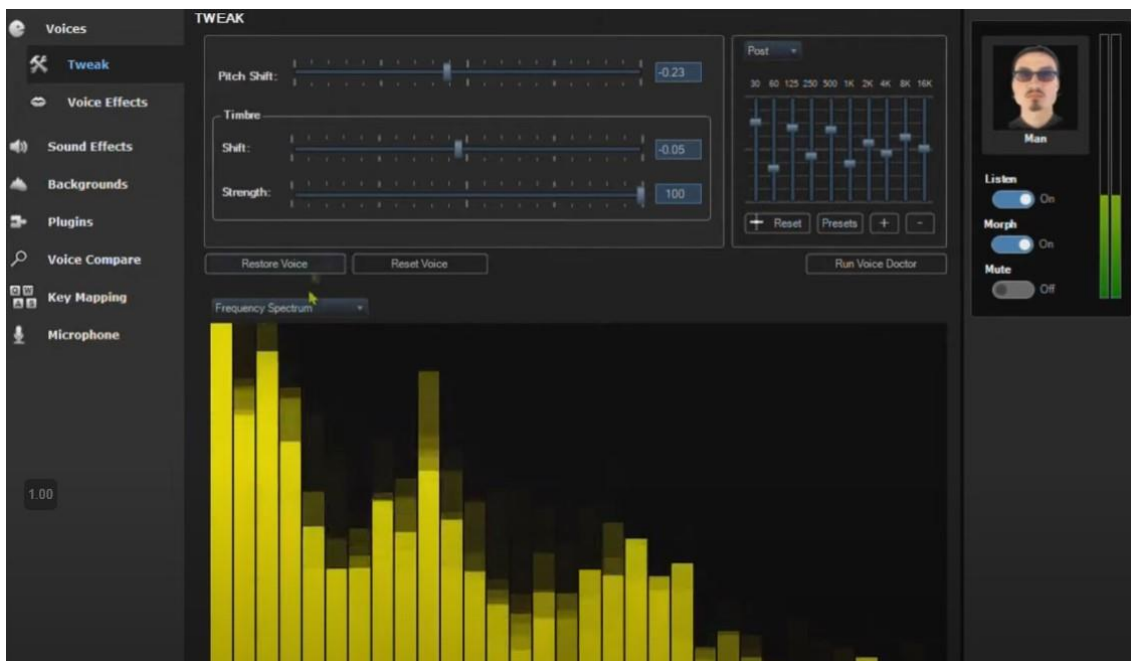 Voices
Tweak
Voice Effects
Sound Effects
Backgrounds
Plugins
Voice Compare
Key Mapping
Microphone
1.00
TWEAK
Pitch Shift:
-0.23
Timbre
Shift:
-0.05
Strength:
100
Post
30 60 125 250 500 1K 2K 4K 8K 16K
Reset Presets + -
Restore Voice Reset Voice Run Voice Doctor
Frequency Spectrum
Man
Listen
On
Morph
On
Mute
Off